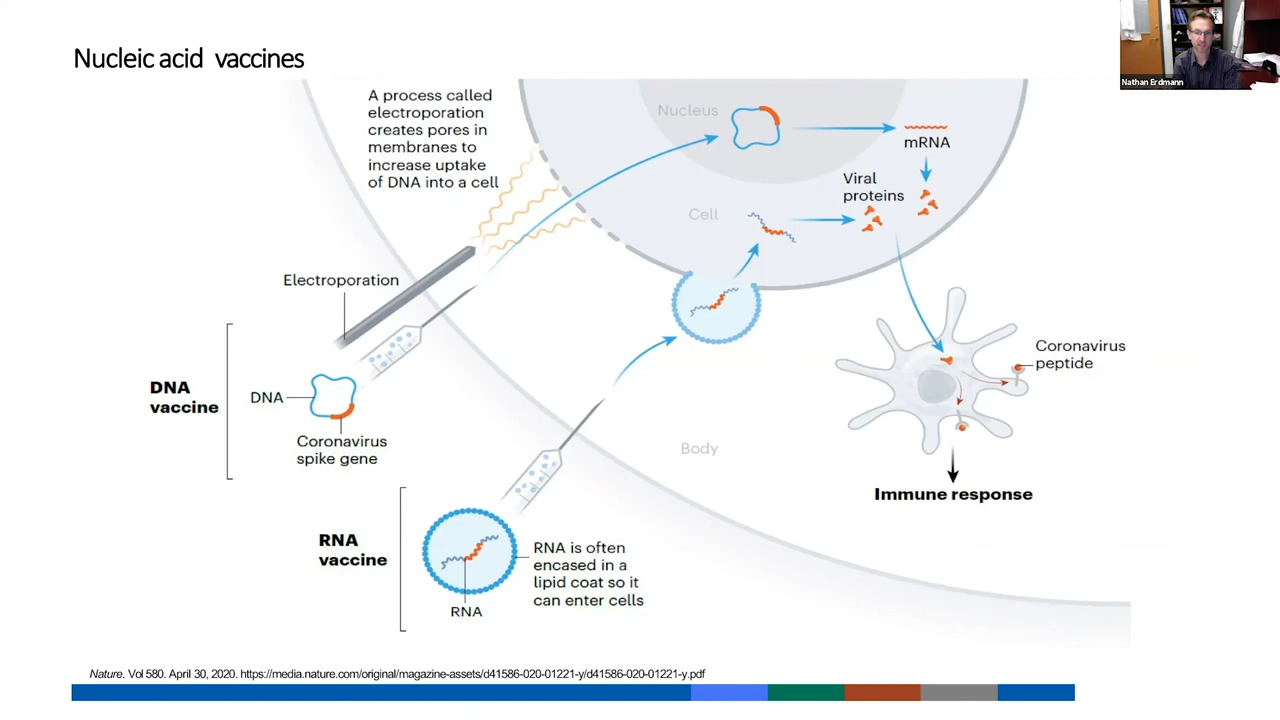 Nucleic acid vaccines
Nathan Erdmann
A process called
electroporation
creates pores in
membranes to
increase uptake
of DNA into a cell
Nucleus
mRNA
Viral
proteins
Cell
Electroporation
Coronavirus
peptide
DNA
vaccine
DNA
Coronavirus
spike gene
Body
Immune response
RNA
vaccine
RNA is often
encased in a
lipid coat so it
can enter cells
RNA
Nature. Vol 580. April 30, 2020. https://media.nature.com/original/magazine-assets/d41586-020-01221-y/d41586-020-01221-y.pdf